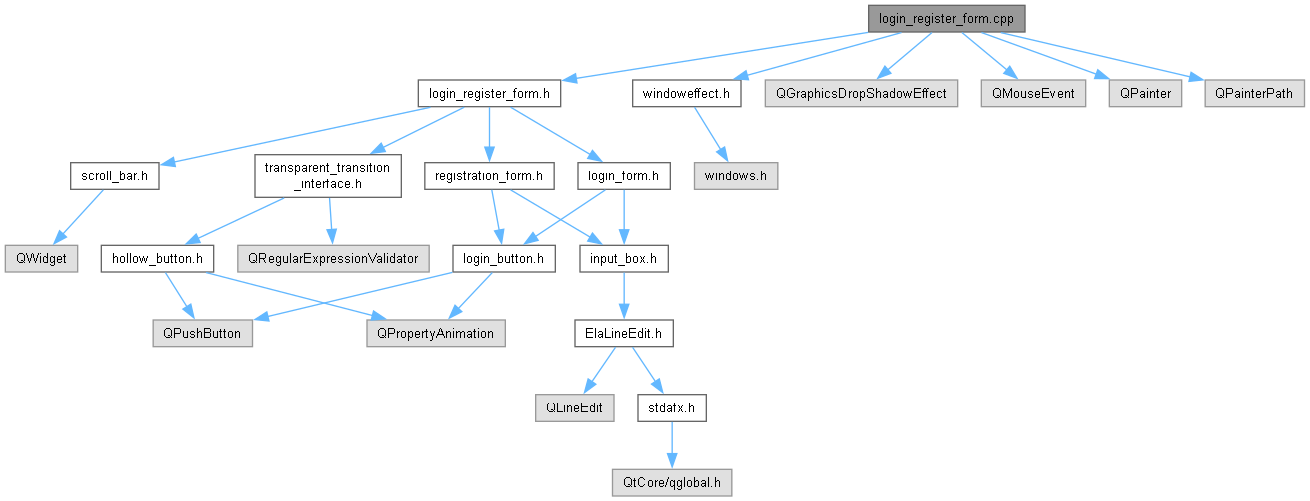 login_register_form.cpp
login_register_form.h
windoweffect.h
QGraphicsDropShadowEffect
QMouseEvent
QPainter
QPainterPath
scroll_bar.h
transparent_transition
_interface.h
registration_form.h
login_form.h
windows.h
QWidget
hollow_button.h
QRegularExpressionValidator
login_button.h
input_box.h
QPushButton
QPropertyAnimation
ElaLineEdit.h
QLineEdit
stdafx.h
QtCore/qglobal.h